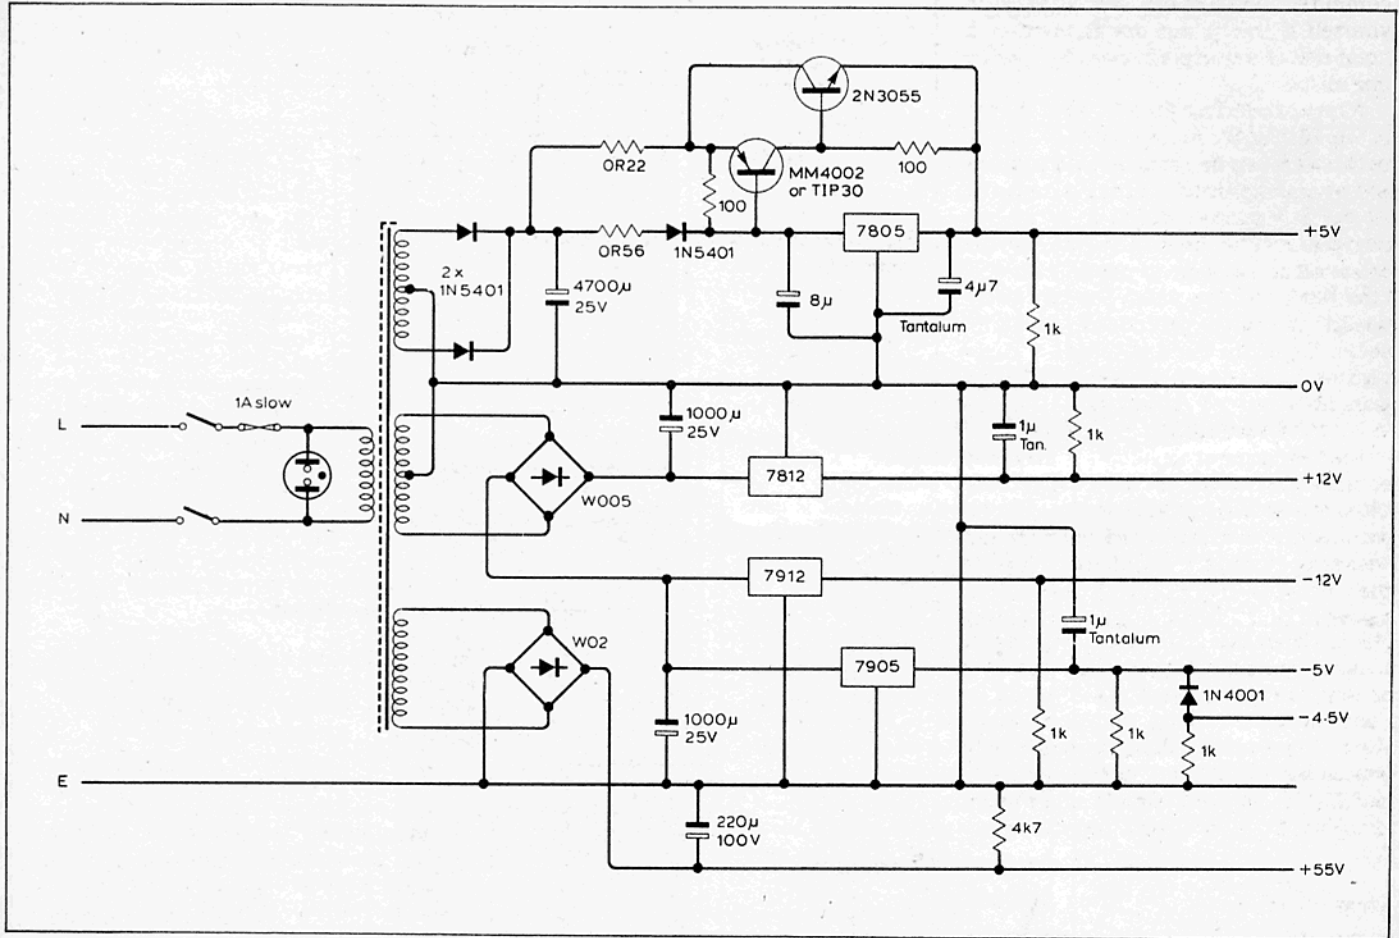 2N3055
OR22
MM4002
or TIP30
100
100
7805
+5V
OR56
1N5401
2 x
1N5401
4700µ
25V
8µ
4µ7
Tantalum
1k
0V
1A slow
L
N
1000µ
25V
1µ
Tan.
1k
W005
7812
+12V
7912
-12V
1µ
Tantalum
W02
7905
-5V
1N4001
-4·5V
1000µ
25V
1k
1k
1k
E
220µ
100V
4k7
+55V